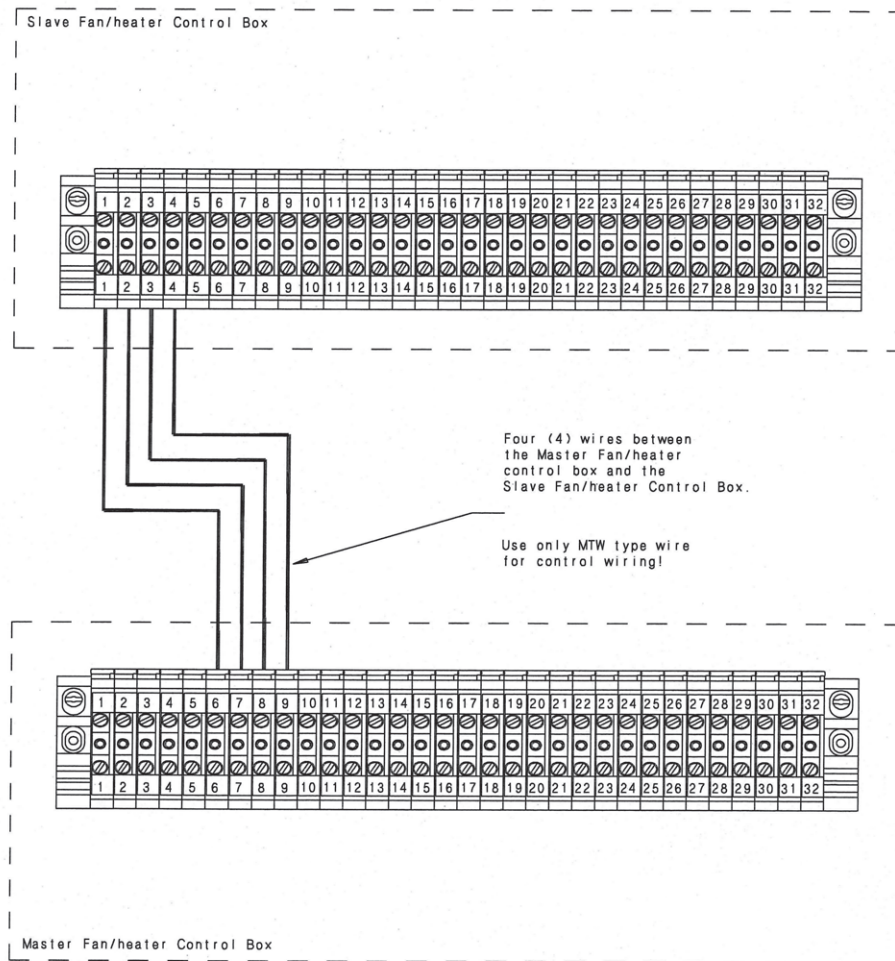 Slave Fan/heater Control Box
1 2 3 4 5 6 7 8 9 10 11 12 13 14 15 16 17 18 19 20 21 22 23 24 25 26 27 28 29 30 31 32
1 2 3 4 5 6 7 8 9 10 11 12 13 14 15 16 17 18 19 20 21 22 23 24 25 26 27 28 29 30 31 32
Four (4) wires between
the Master Fan/heater
control box and the
Slave Fan/heater Control Box.
Use only MTW type wire
for control wiring!
1 2 3 4 5 6 7 8 9 10 11 12 13 14 15 16 17 18 19 20 21 22 23 24 25 26 27 28 29 30 31 32
1 2 3 4 5 6 7 8 9 10 11 12 13 14 15 16 17 18 19 20 21 22 23 24 25 26 27 28 29 30 31 32
Master Fan/heater Control Box